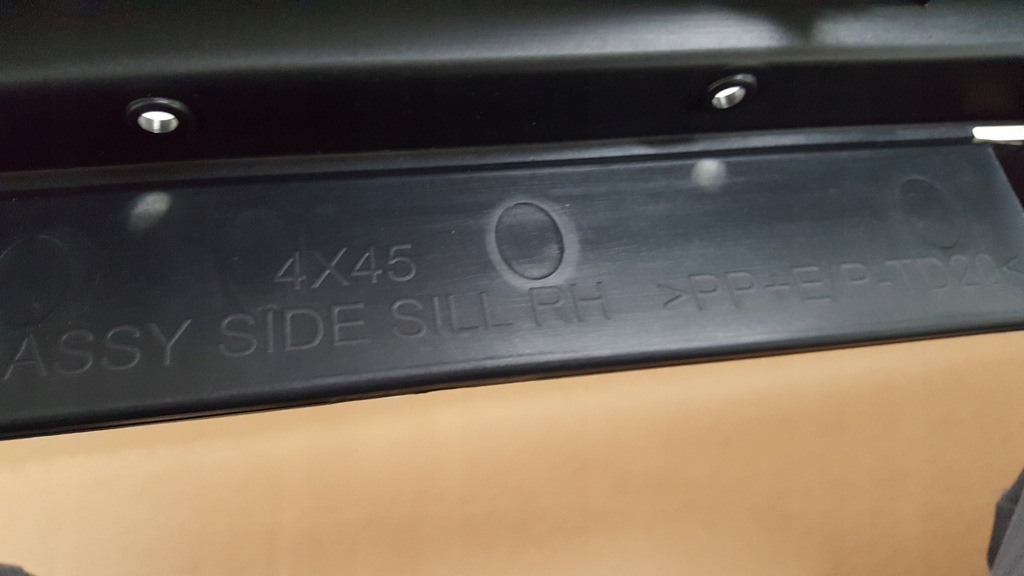 4X45
ASSY SIDE SILL RH >PP+E/P-TD20<